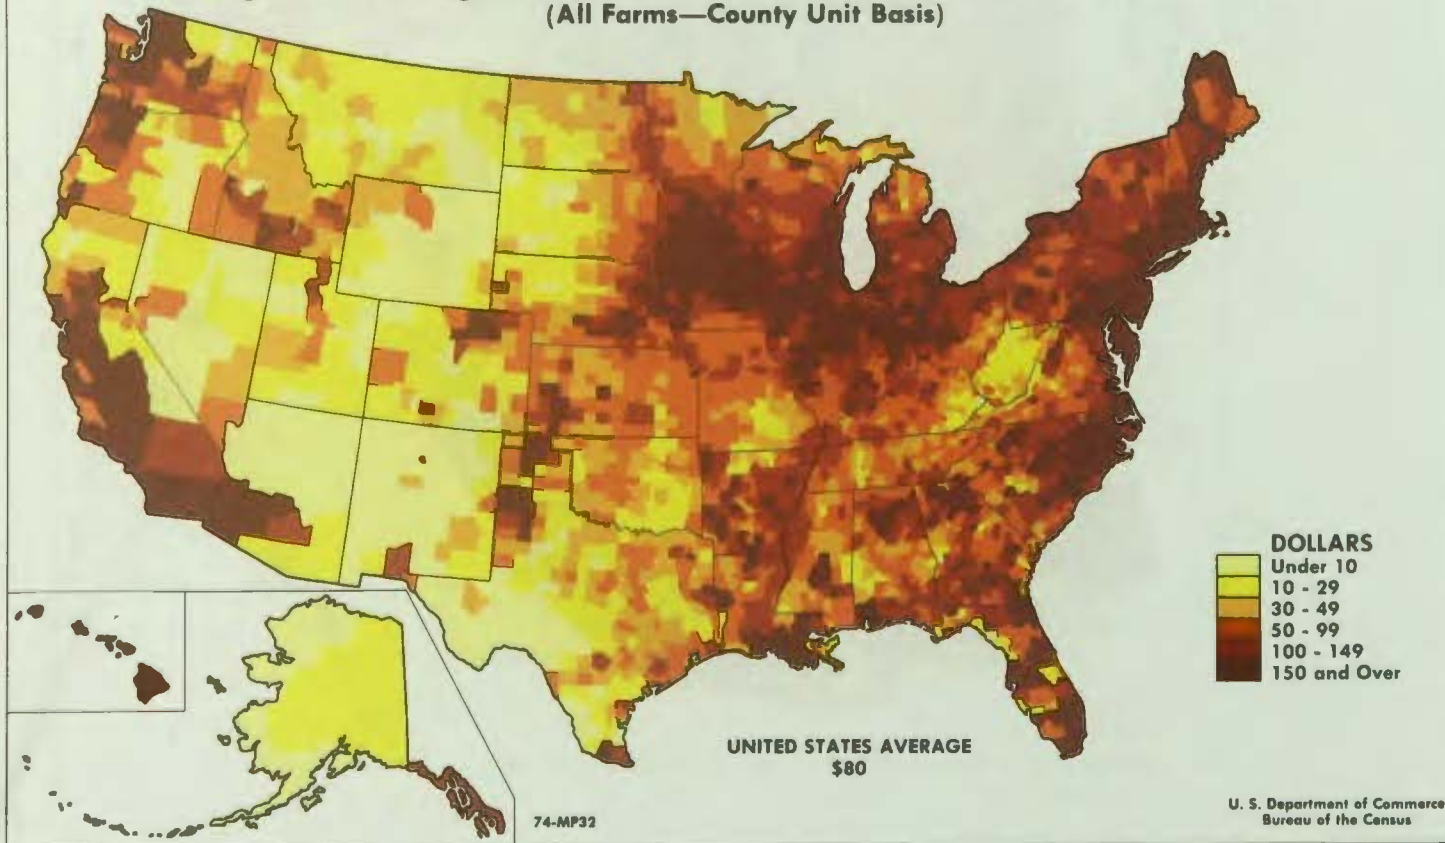 (All Farms—County Unit Basis)
DOLLARS
Under 10
10 - 29
30 - 49
50 - 99
100 - 149
150 and Over
UNITED STATES AVERAGE
$80
74-MP32
U. S. Department of Commerce
Bureau of the Census